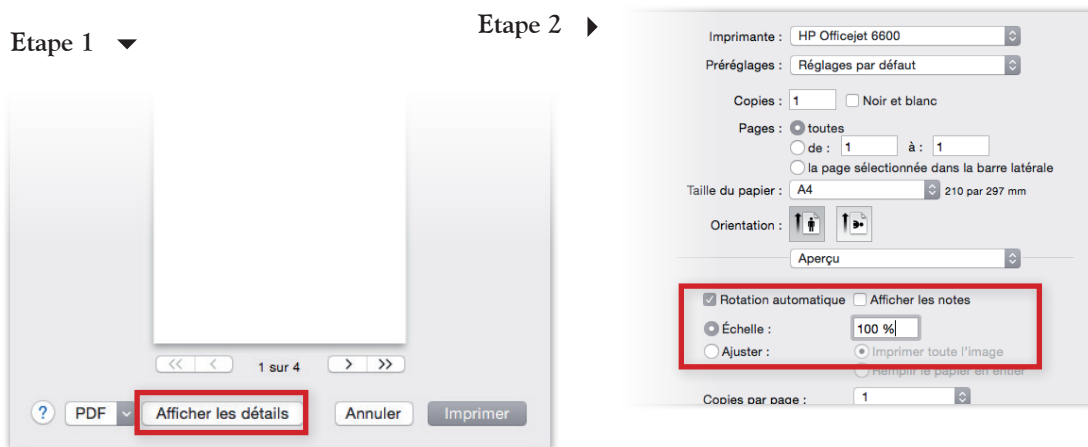 Etape 1
1 sur 4
? PDF Afficher les détails Annuler Imprimer
Etape 2
Imprimante : HP Officejet 6600
Préréglages : Réglages par défaut
Copies : 1 Noir et blanc
Pages : toutes
de : 1 à : 1
la page sélectionnée dans la barre latérale
Taille du papier : A4 210 par 297 mm
Orientation :
Aperçu
Rotation automatique Afficher les notes
Échelle : 100 %
Ajuster : Imprimer toute l'image
Remplir le papier en entier
Copies par page : 1